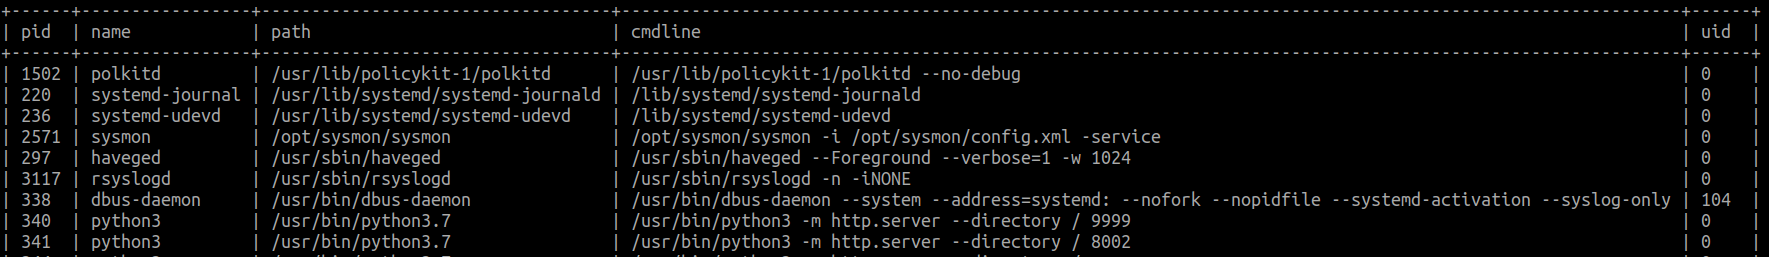 +------+-----------------+-----------------------------------+----------------------------------------------------------------------------------------------------------+------+
| pid  | name            | path                              | cmdline                                                                                                  | uid  |
+------+-----------------+-----------------------------------+----------------------------------------------------------------------------------------------------------+------+
| 1502 | polkitd         | /usr/lib/policykit-1/polkitd      | /usr/lib/policykit-1/polkitd --no-debug                                                                  | 0    |
| 220  | systemd-journal | /usr/lib/systemd/systemd-journald | /lib/systemd/systemd-journald                                                                            | 0    |
| 236  | systemd-udevd   | /usr/lib/systemd/systemd-udevd    | /lib/systemd/systemd-udevd                                                                               | 0    |
| 2571 | sysmon          | /opt/sysmon/sysmon                | /opt/sysmon/sysmon -i /opt/sysmon/config.xml -service                                                    | 0    |
| 297  | haveged         | /usr/sbin/haveged                 | /usr/sbin/haveged --Foreground --verbose=1 -w 1024                                                       | 0    |
| 3117 | rsyslogd        | /usr/sbin/rsyslogd                | /usr/sbin/rsyslogd -n -iNONE                                                                             | 0    |
| 338  | dbus-daemon     | /usr/bin/dbus-daemon              | /usr/bin/dbus-daemon --system --address=systemd: --nofork --nopidfile --systemd-activation --syslog-only | 104  |
| 340  | python3         | /usr/bin/python3.7                | /usr/bin/python3 -m http.server --directory / 9999                                                       | 0    |
| 341  | python3         | /usr/bin/python3.7                | /usr/bin/python3 -m http.server --directory / 8002                                                       | 0    |